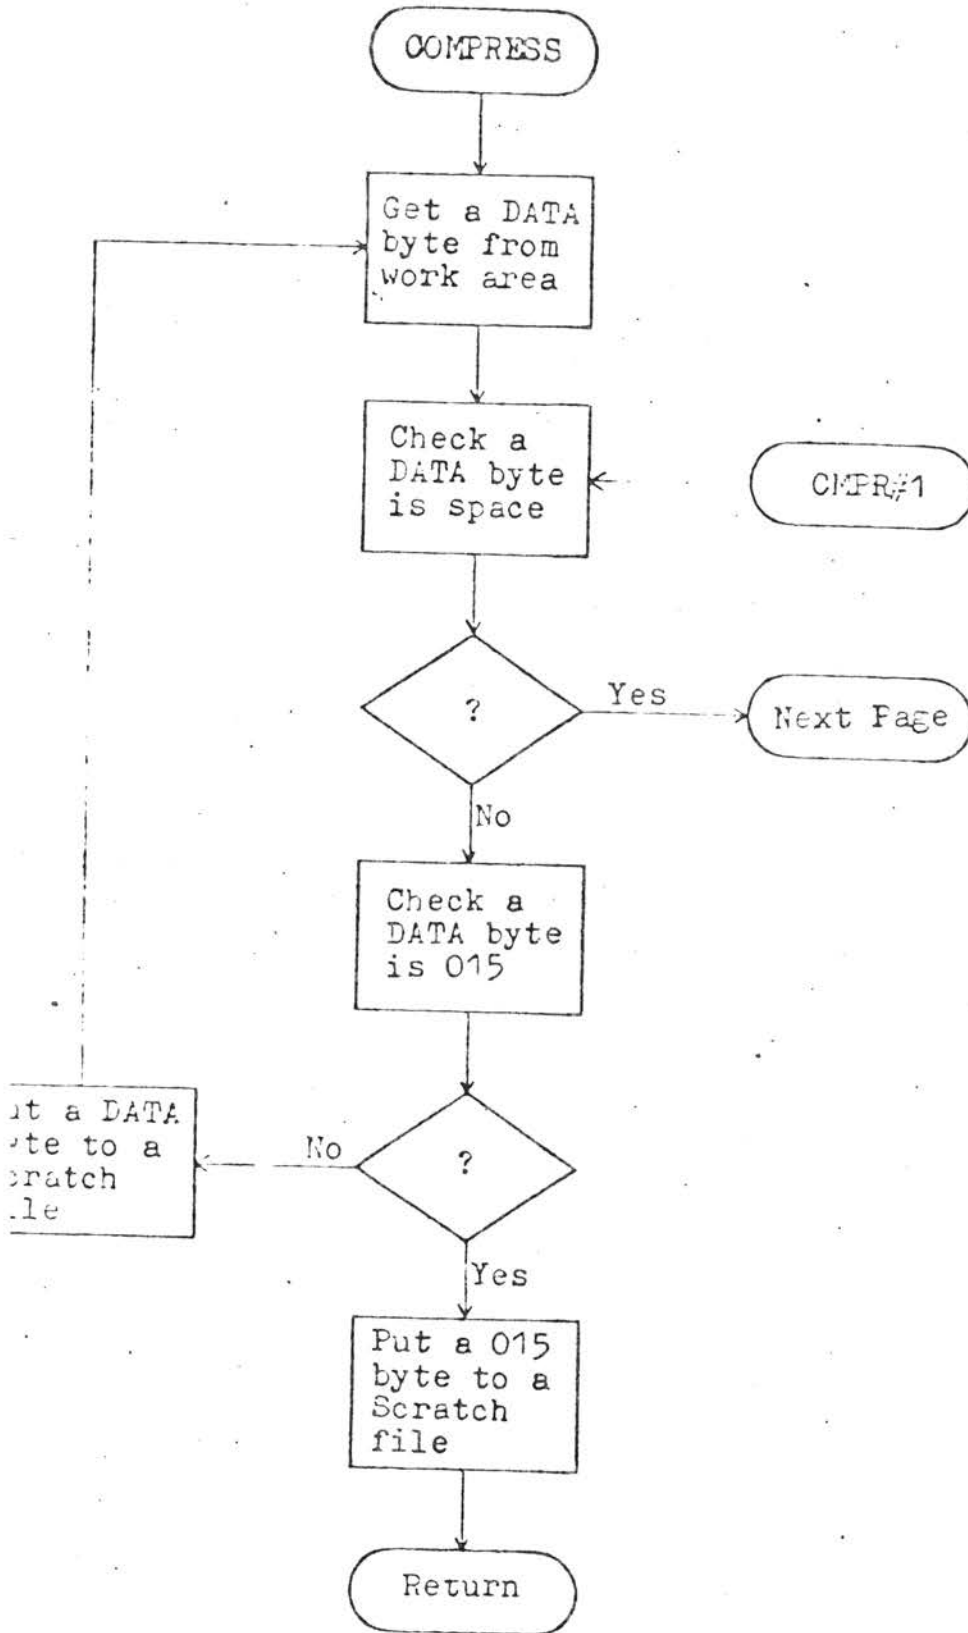 COMPRESS
Get a DATA
byte from
work area
Check a
DATA byte
is space
CMPR#1
?
Yes
Next Page
No
Check a
DATA byte
is 015
a DATA
to a
?
No
Yes
Put a 015
byte to a
Scratch
file
Return